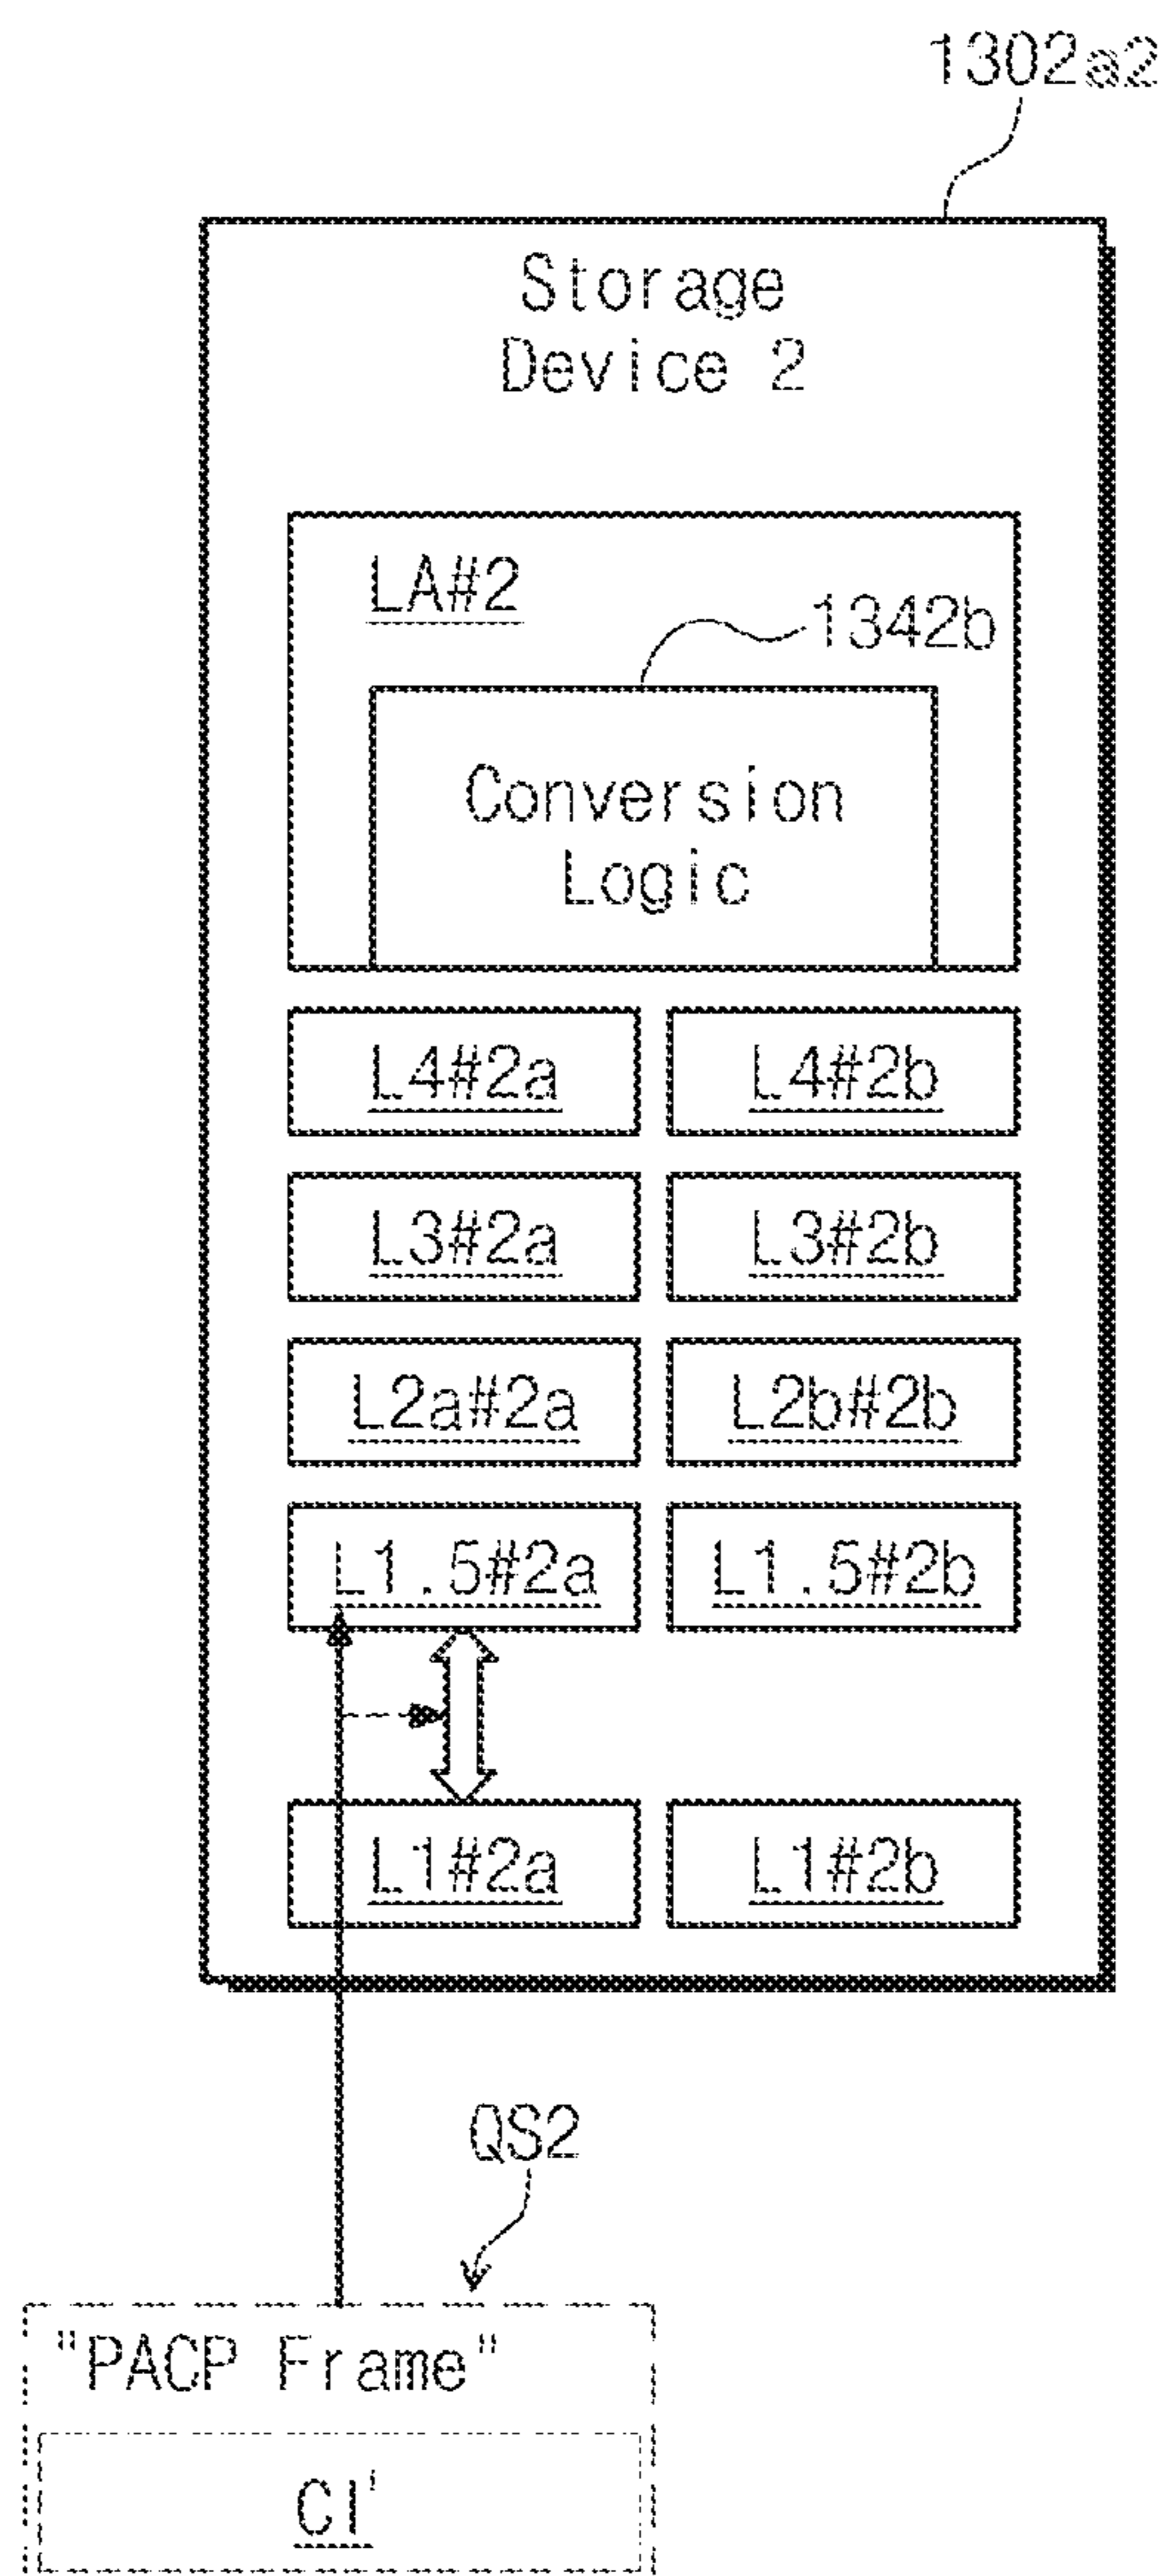 1302a2
Storage
Device 2
LA#2
1342b
Conversion
Logic
L4#2a L4#2b
L3#2a L3#2b
L2a#2a L2b#2b
L1.5#2a L1.5#2b
L1#2a L1#2b
QS2
"PACP Frame"
CI'